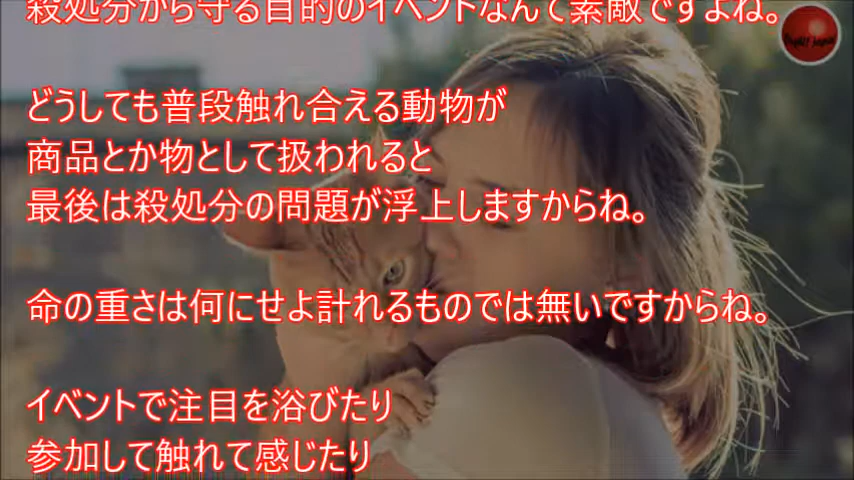 殺処分から守る目的のイベントなんて素敵ですよね。
どうしても普段触れ合える動物が
商品とか物として扱われると
最後は殺処分の問題が浮上しますからね。
命の重さは何にせよ計れるものでは無いですからね。
イベントで注目を浴びたり
参加して触れて感じたり